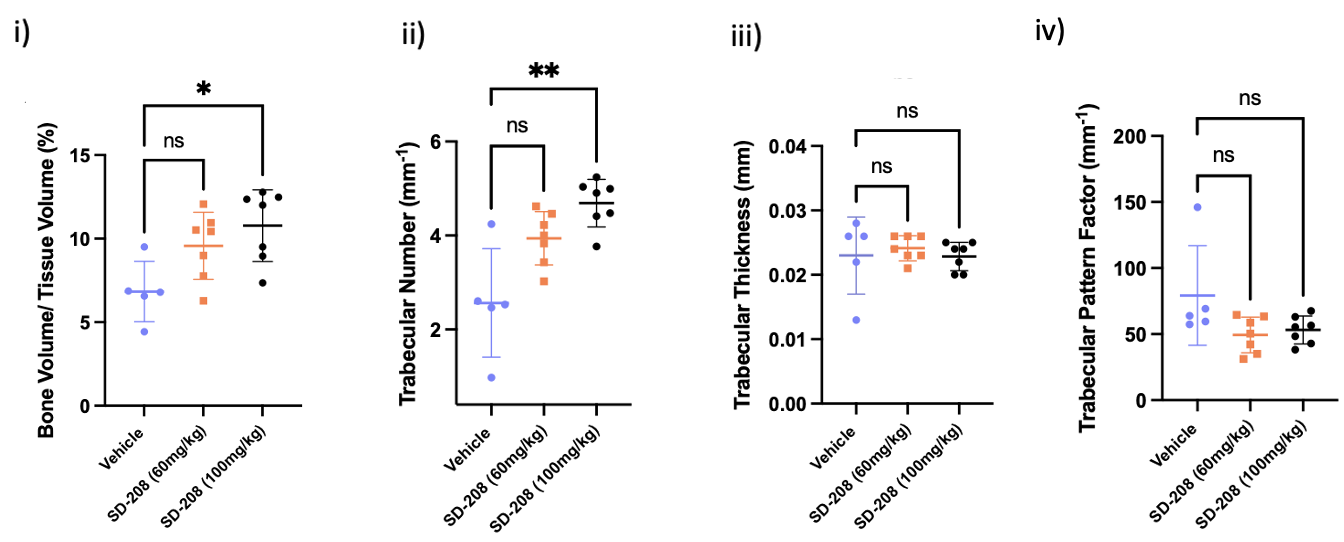 i)
Bone Volume/ Tissue Volume (%)
15
10
5
0
*
ns
Vehicle
SD-208 (60mg/kg)
SD-208 (100mg/kg)
ii)
Trabecular Number (mm-1)
6
4
2
**
ns
Vehicle
SD-208 (60mg/kg)
SD-208 (100mg/kg)
iii)
Trabecular Thickness (mm)
0.04
0.03
0.02
0.01
0.00
ns
ns
Vehicle
SD-208 (60mg/kg)
SD-208 (100mg/kg)
iv)
Trabecular Pattern Factor (mm-1)
200
150
100
50
0
ns
ns
Vehicle
SD-208 (60mg/kg)
SD-208 (100mg/kg)